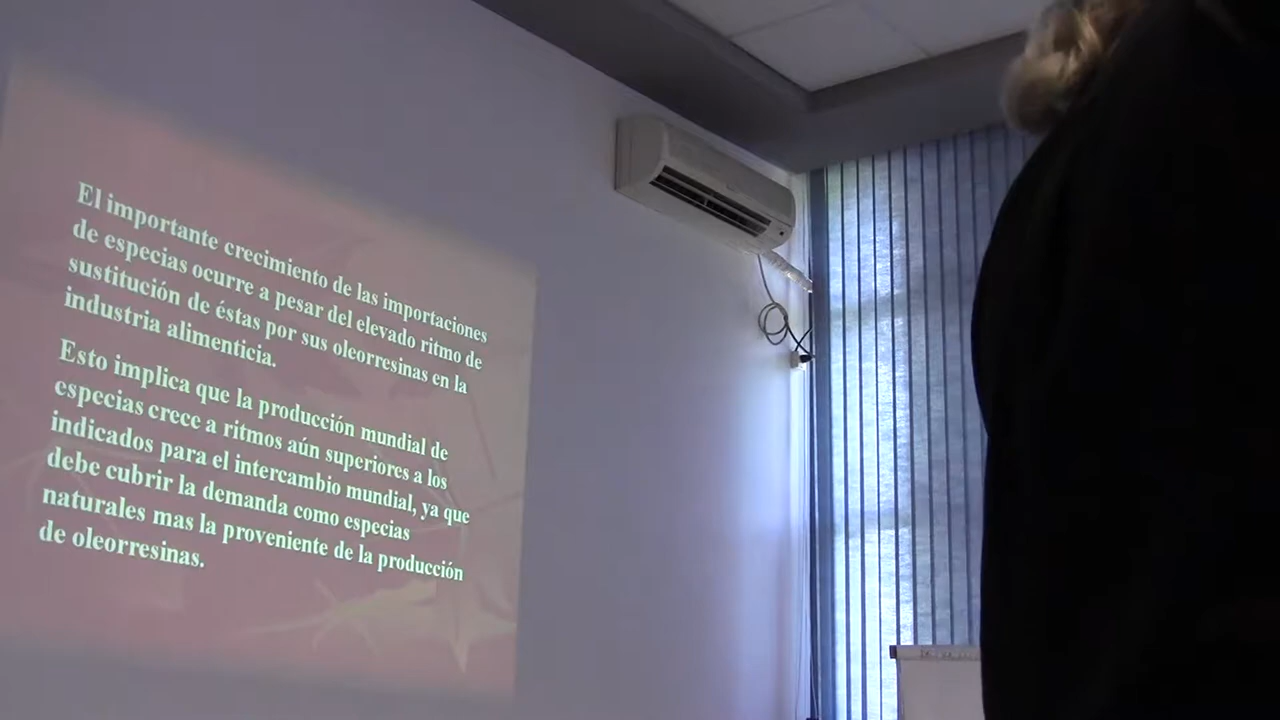 El importante crecimiento de las importaciones
de especias ocurre a pesar del elevado ritmo de
sustitución de éstas por sus oleorresinas en la
industria alimenticia.
Esto implica que la producción mundial de
especias crece a ritmos aún superiores a los
indicados para el intercambio mundial, ya que
debe cubrir la demanda como especias
naturales mas la proveniente de la producción
de oleorresinas.